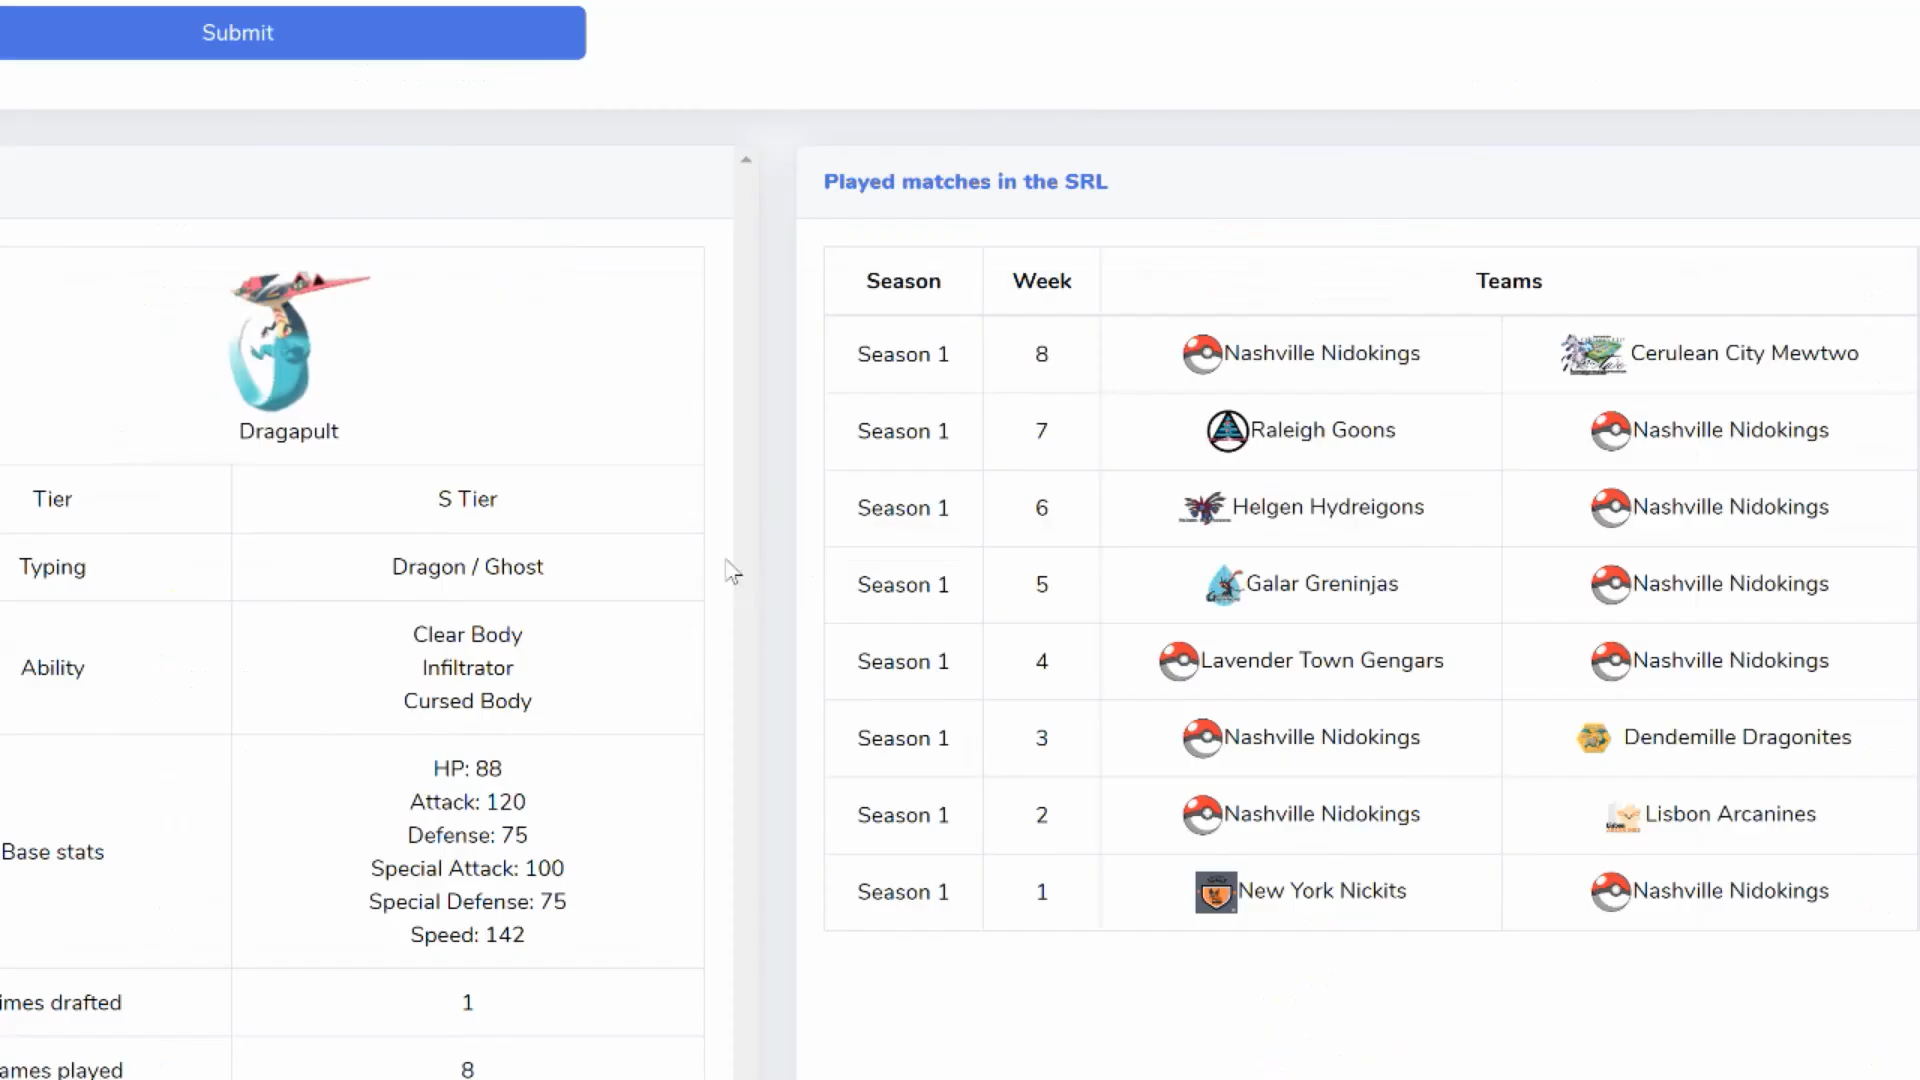 Submit
Dragapult
Tier
S Tier
Typing
Dragon / Ghost
Ability
Clear Body
Infiltrator
Cursed Body
Base stats
HP: 88
Attack: 120
Defense: 75
Special Attack: 100
Special Defense: 75
Speed: 142
imes drafted
1
ames played
8
Played matches in the SRL
Season Week Teams
Season 1 8 Nashville Nidokings Cerulean City Mewtwo
Season 1 7 Raleigh Goons Nashville Nidokings
Season 1 6 Helgen Hydreigons Nashville Nidokings
Season 1 5 Galar Greninjas Nashville Nidokings
Season 1 4 Lavender Town Gengars Nashville Nidokings
Season 1 3 Nashville Nidokings Dendemille Dragonites
Season 1 2 Nashville Nidokings Lisbon Arcanines
Season 1 1 New York Nickits Nashville Nidokings